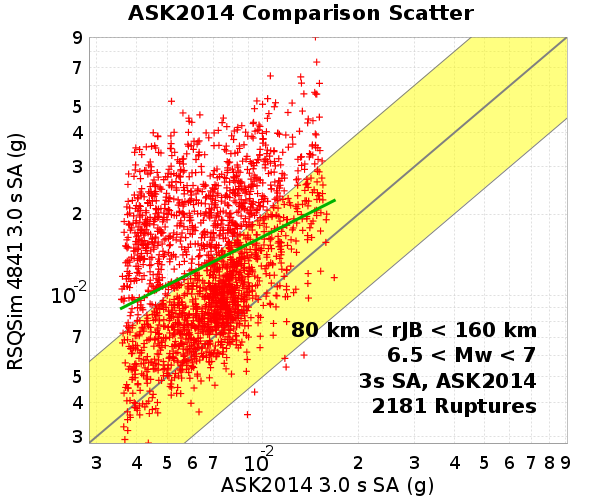 ASK2014 Comparison Scatter
RSQSim 4841 3.0 s SA (g)
9
7
5
4
3
2
10-2
7
5
4
3
80 km < rJB < 160 km
6.5 < Mw < 7
3s SA, ASK2014
2181 Ruptures
3 4 5 6 7 10-2 2 3 4 5 6 7 8 9
ASK2014 3.0 s SA (g)